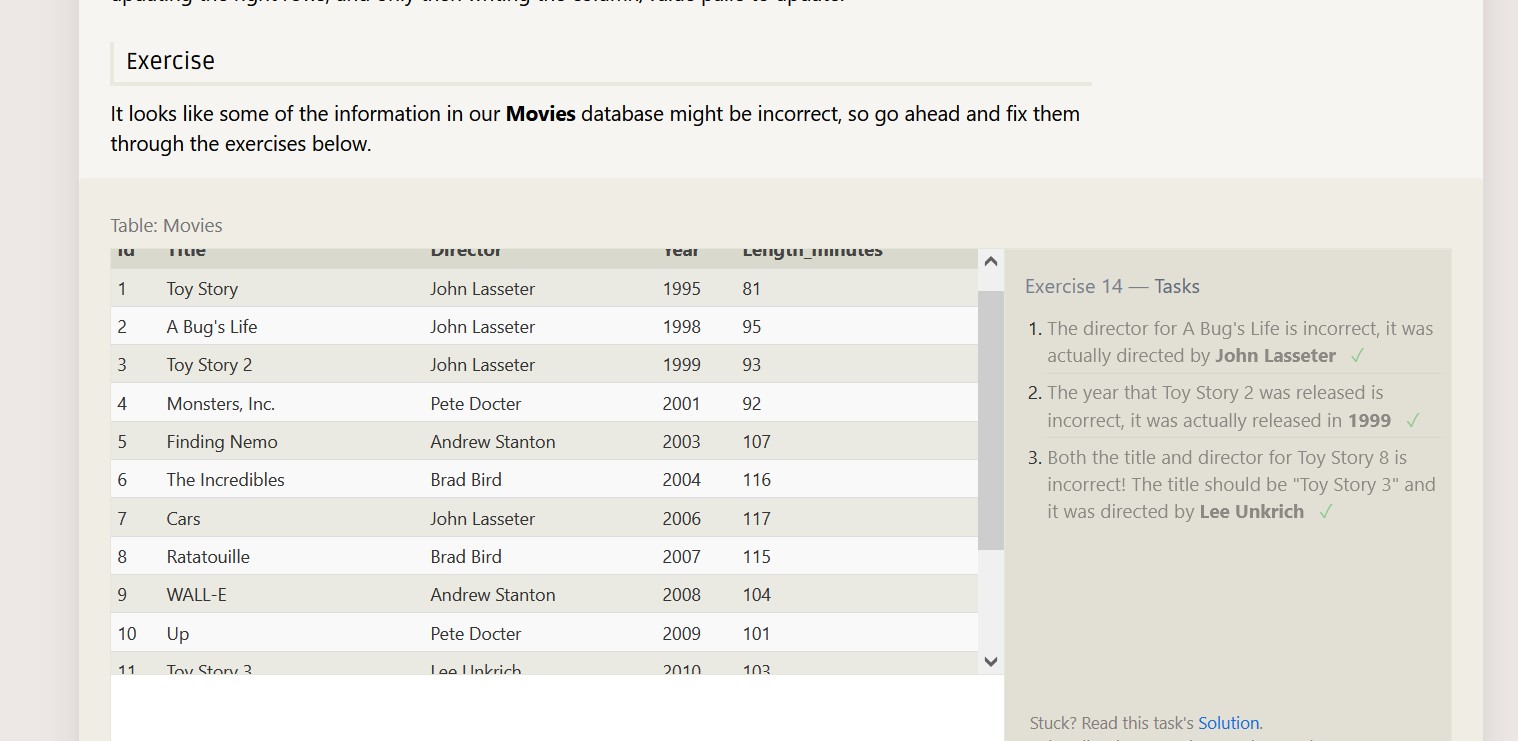 Exercise
It looks like some of the information in our Movies database might be incorrect, so go ahead and fix them
through the exercises below.
Table: Movies
Id Title Director Year Length_minutes
1 Toy Story John Lasseter 1995 81
2 A Bug's Life John Lasseter 1998 95
3 Toy Story 2 John Lasseter 1999 93
4 Monsters, Inc. Pete Docter 2001 92
5 Finding Nemo Andrew Stanton 2003 107
6 The Incredibles Brad Bird 2004 116
7 Cars John Lasseter 2006 117
8 Ratatouille Brad Bird 2007 115
9 WALL-E Andrew Stanton 2008 104
10 Up Pete Docter 2009 101
11 Toy Story 3 Lee Unkrich 2010 103
Exercise 14 — Tasks
1. The director for A Bug's Life is incorrect, it was
actually directed by John Lasseter ✓
2. The year that Toy Story 2 was released is
incorrect, it was actually released in 1999 ✓
3. Both the title and director for Toy Story 8 is
incorrect! The title should be "Toy Story 3" and
it was directed by Lee Unkrich ✓
Stuck? Read this task's Solution.